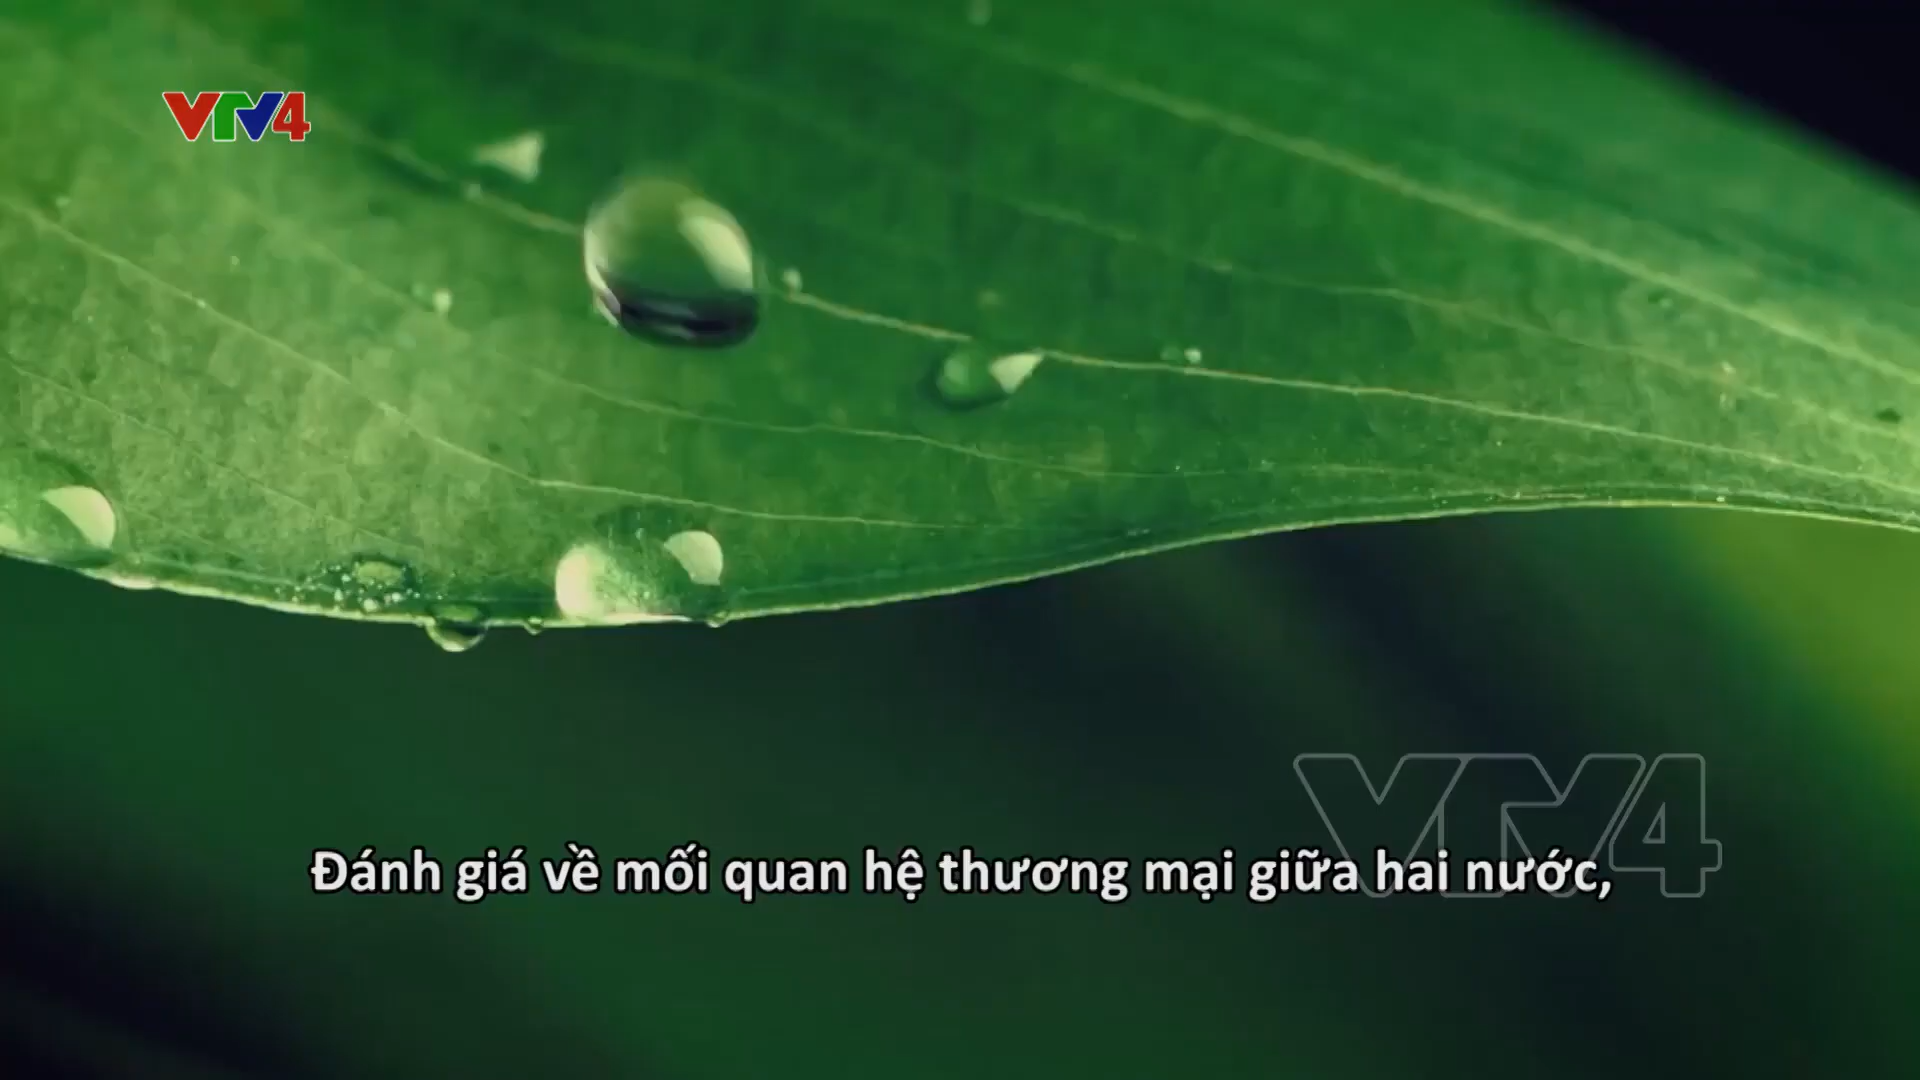 VTV4
VTV4
Đánh giá về mối quan hệ thương mại giữa hai nước,